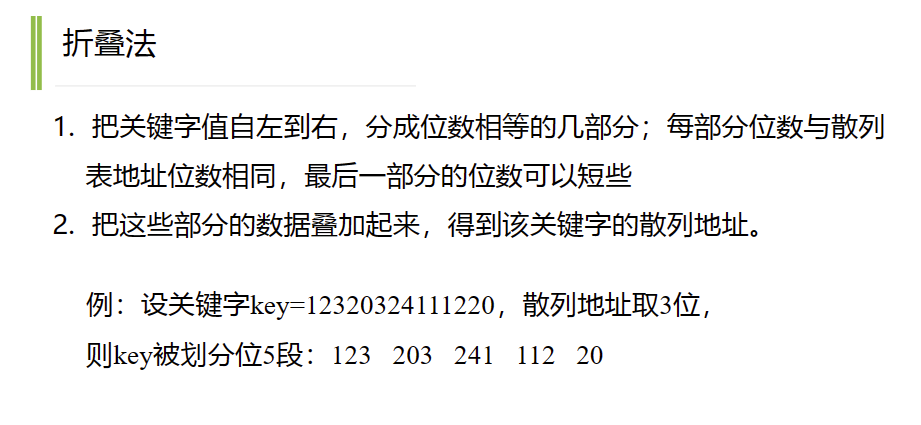 折叠法
1. 把关键字值自左到右，分成位数相等的几部分；每部分位数与散列
表地址位数相同，最后一部分的位数可以短些
2. 把这些部分的数据叠加起来，得到该关键字的散列地址。
例：设关键字key=12320324111220，散列地址取3位，
则key被划分位5段：123 203 241 112 20